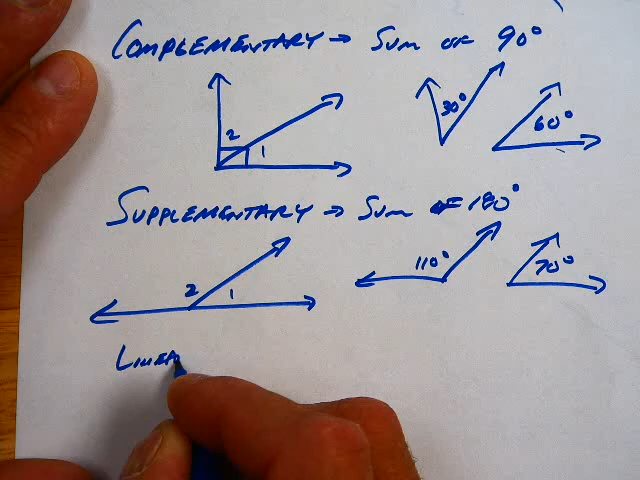 COMPLEMENTARY → SUM OF 90°
2
1
30°
60°
SUPPLEMENTARY → SUM OF 180°
2
1
110°
70°
LINEA